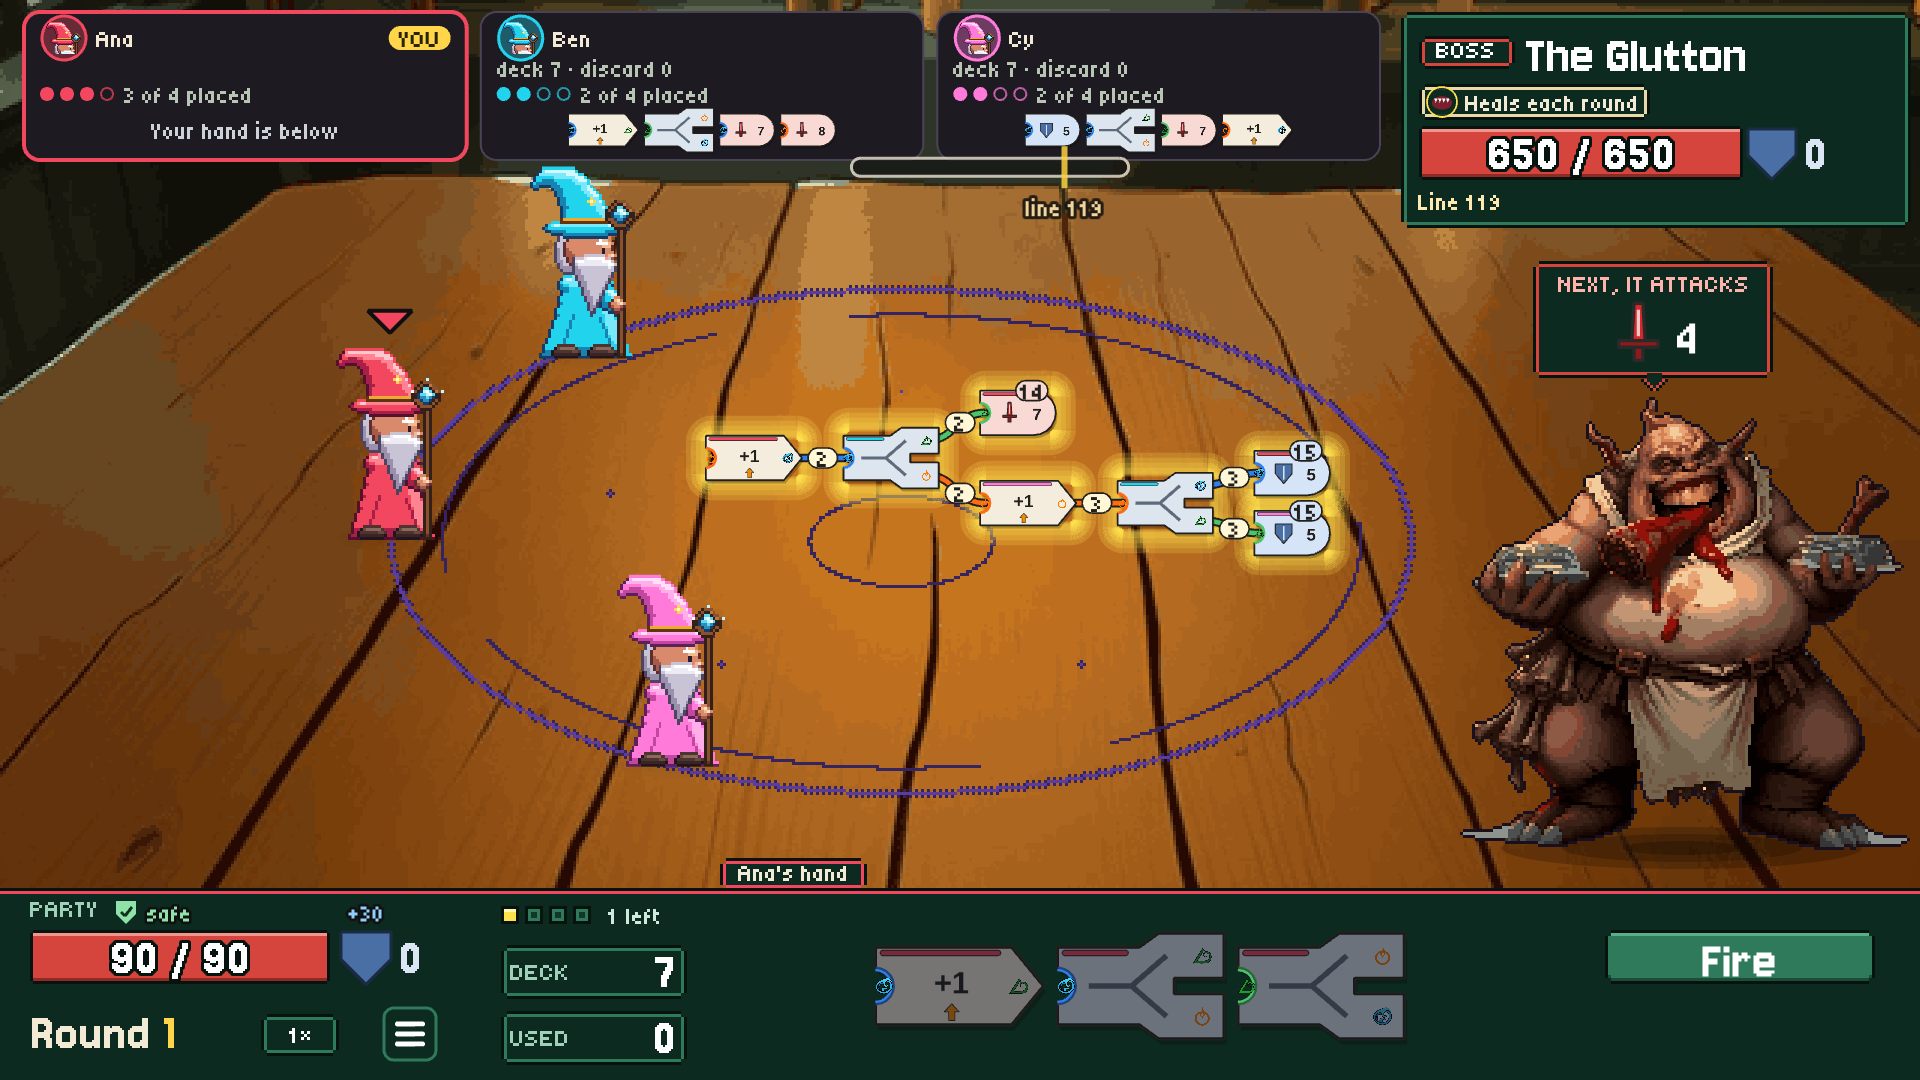 Ana
YOU
3 of 4 placed
Your hand is below
Ben
deck 7 · discard 0
2 of 4 placed
+1
7
8
Cy
deck 7 · discard 0
2 of 4 placed
5
7
+1
BOSS
The Glutton
Heals each round
650 / 650
0
Line 119
line 119
NEXT, IT ATTACKS
4
+1
2
2
14
7
2
+1
3
3
15
5
3
15
5
Ana's hand
PARTY
safe
+30
90 / 90
0
Round 1
1x
1 left
DECK
7
USED
0
+1
Fire